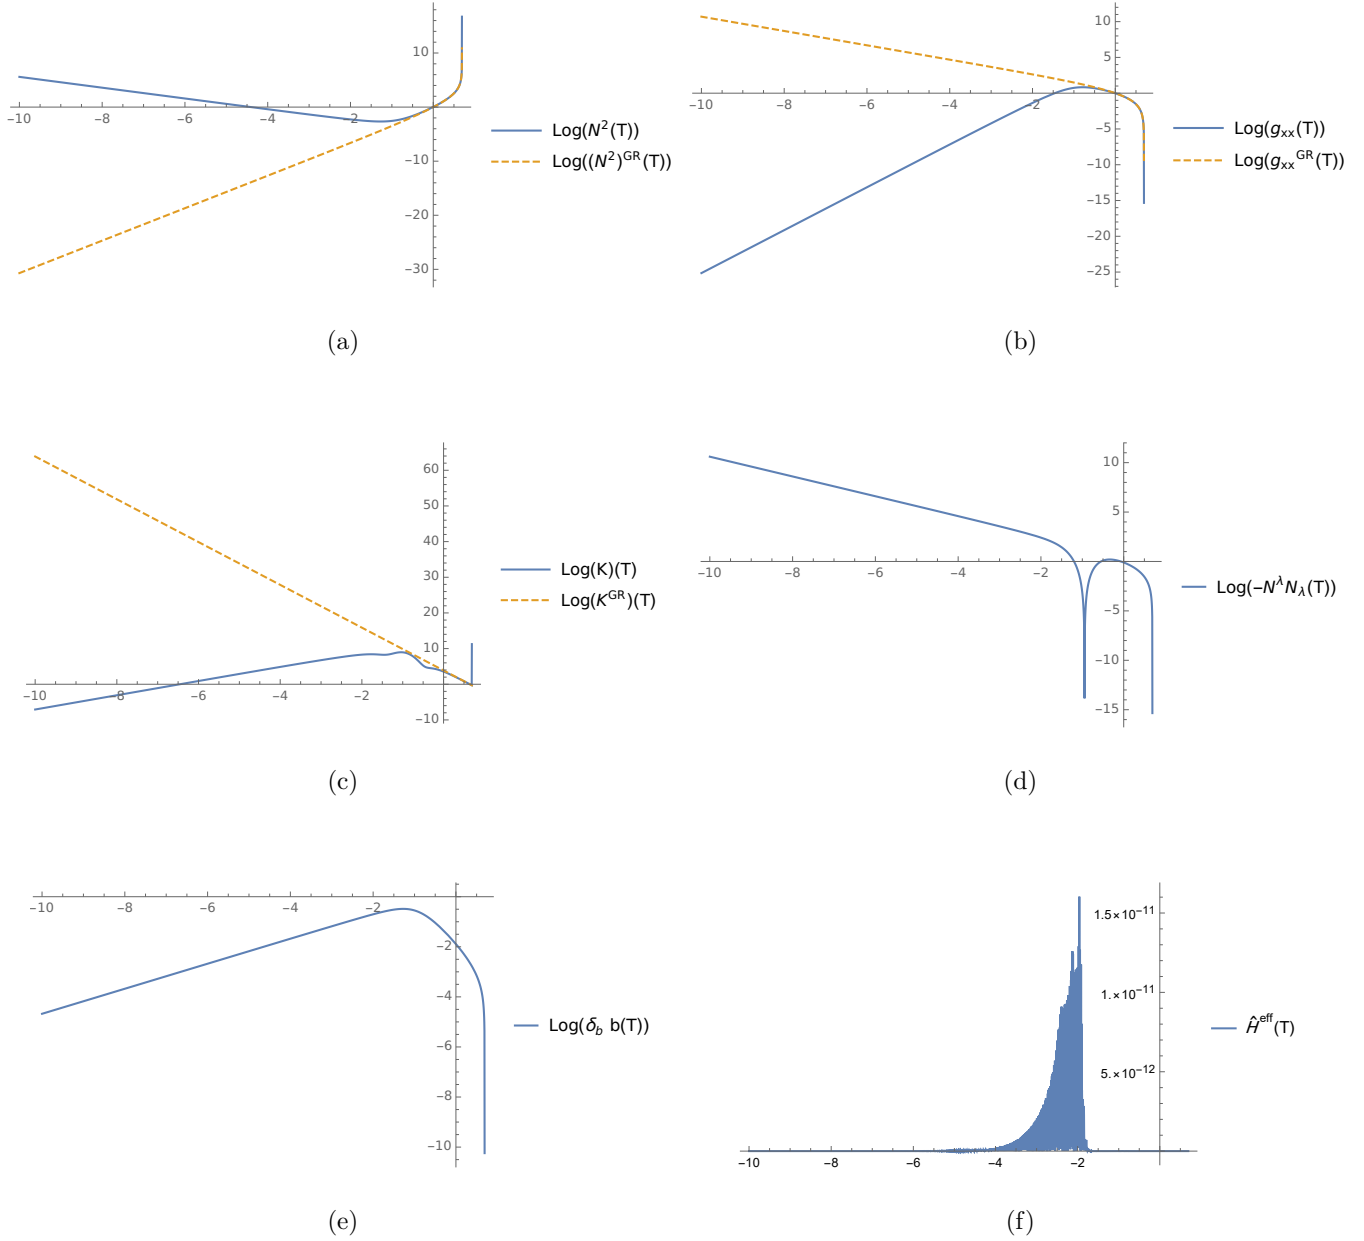 10
-10 -8 -6 -4 -2
-10
-20
-30
Log(N²(T))
Log((N²)^GR(T))
(a)
10
5
-10 -8 -6 -4 -2
-5
-10
-15
-20
-25
Log(g_xx(T))
Log(g_xx^GR(T))
(b)
60
50
40
30
20
10
-10 -8 -6 -4 -2
-10
Log(K)(T)
Log(K^GR)(T)
(c)
10
5
-10 -8 -6 -4 -2
-5
-10
-15
Log(-N^λ N_λ(T))
(d)
-10 -8 -6 -4 -2
-2
-4
-6
-8
-10
Log(δ_b b(T))
(e)
1.5×10⁻¹¹
1.×10⁻¹¹
5.×10⁻¹²
-10 -8 -6 -4 -2
Ĥ^eff(T)
(f)